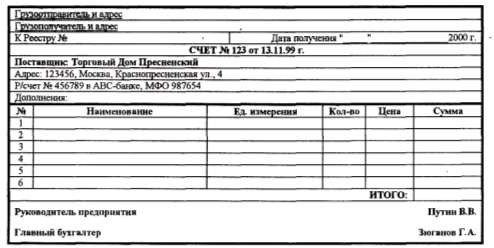 Грузоотправитель и адрес
Грузополучатель и адрес
К Реестру № Дата получения "      " 2000 г.
СЧЕТ № 123 от 13.11.99 г.
Поставщик: Торговый Дом Пресненский
Адрес: 123456, Москва, Краснопресненская ул., 4
Р/счет № 456789 в АВС-банке, МФО 987654
Дополнения:
№ Наименование Ед. измерения Кол-во Цена Сумма
1
2
3
4
5
6
ИТОГО:
Руководитель предприятия Путин В.В.
Главный бухгалтер Зюганов Г.А.